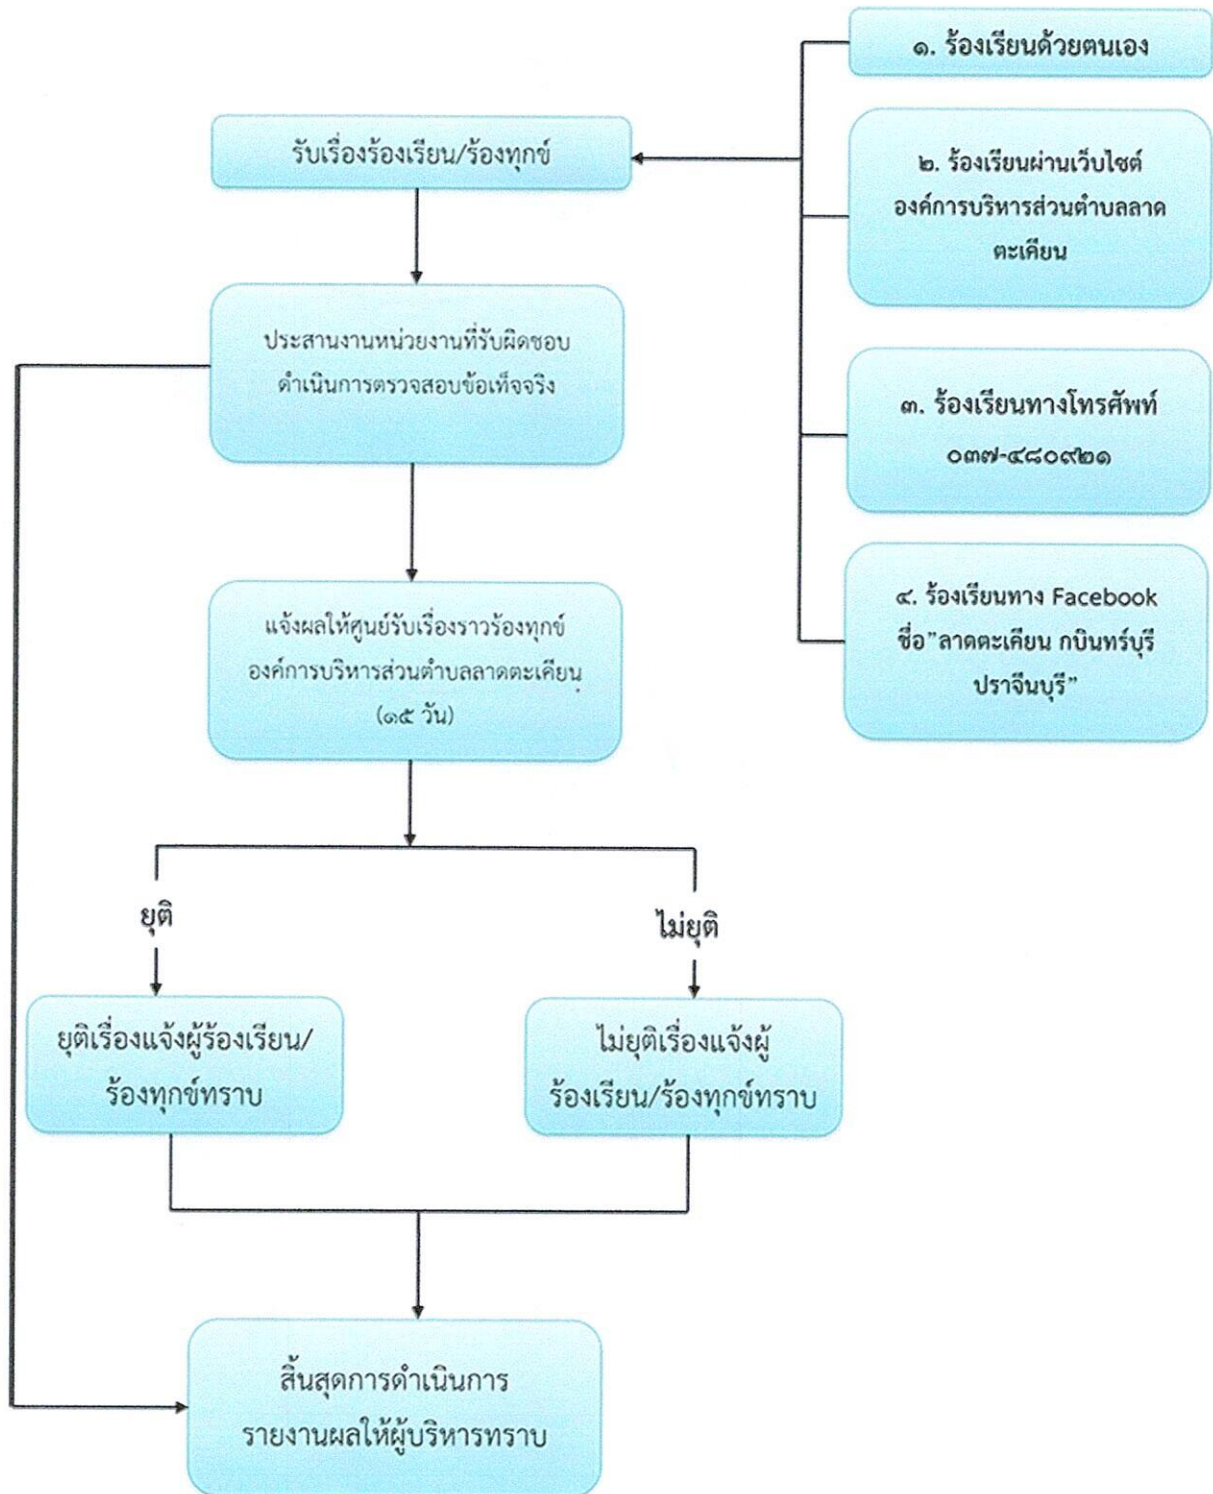 ๑. ร้องเรียนด้วยตนเอง
รับเรื่องร้องเรียน/ร้องทุกข์
๒. ร้องเรียนผ่านเว็บไซต์
องค์การบริหารส่วนตำบลลาด
ตะเคียน
ประสานงานหน่วยงานที่รับผิดชอบ
ดำเนินการตรวจสอบข้อเท็จจริง
๓. ร้องเรียนทางโทรศัพท์
๐๓๗-๔๘๐๙๒๑
แจ้งผลให้ศูนย์รับเรื่องราวร้องทุกข์
องค์การบริหารส่วนตำบลลาดตะเคียน
(๑๕ วัน)
๔. ร้องเรียนทาง Facebook
ชื่อ"ลาดตะเคียน กบินทร์บุรี
ปราจีนบุรี"
ยุติ
ไม่ยุติ
ยุติเรื่องแจ้งผู้ร้องเรียน/
ร้องทุกข์ทราบ
ไม่ยุติเรื่องแจ้งผู้
ร้องเรียน/ร้องทุกข์ทราบ
สิ้นสุดการดำเนินการ
รายงานผลให้ผู้บริหารทราบ